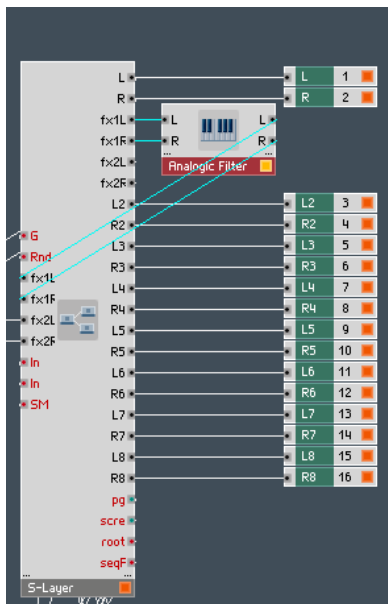 L
R
fx1L
fx1R
fx2L
fx2R
L2
R2
L3
R3
L4
R4
L5
R5
L6
R6
L7
R7
L8
R8
pg
scre
root
seqF
G
Rnd
fx1L
fx1R
fx2L
fx2R
In
In
SM
...
...
S-Layer
L L
R R
...
...
Analogic Filter
L 1
R 2
L2 3
R2 4
L3 5
R3 6
L4 7
R4 8
L5 9
R5 10
L6 11
R6 12
L7 13
R7 14
L8 15
R8 16